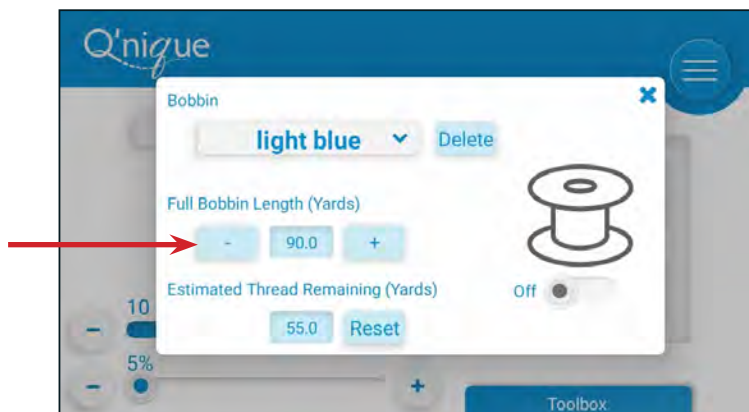 Q'nique
Bobbin
light blue
Delete
Full Bobbin Length (Yards)
- 90.0 +
Estimated Thread Remaining (Yards)
Off
55.0 Reset
10
-
5%
- +
Toolbox